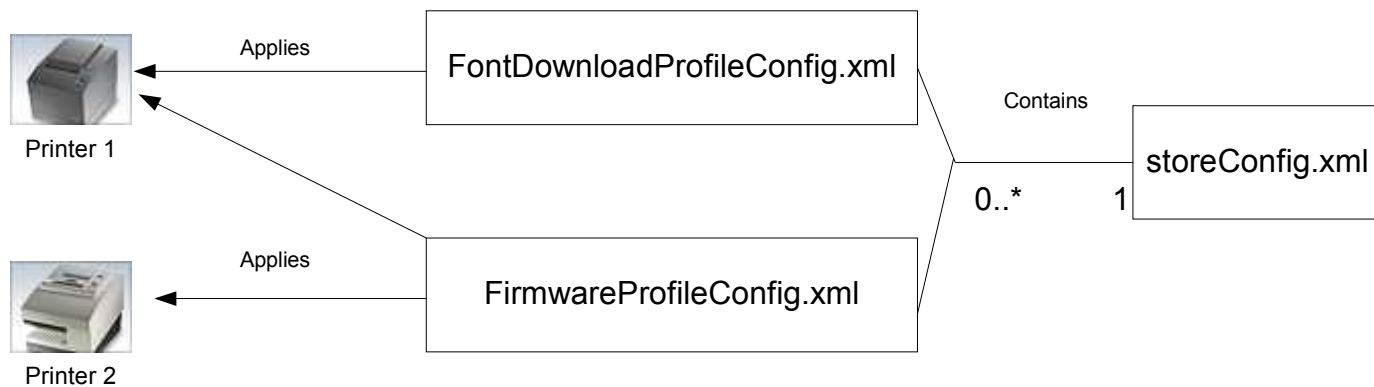 Applies
FontDownloadProfileConfig.xml
Contains
Printer 1
storeConfig.xml
0..*
1
Applies
FirmwareProfileConfig.xml
Printer 2